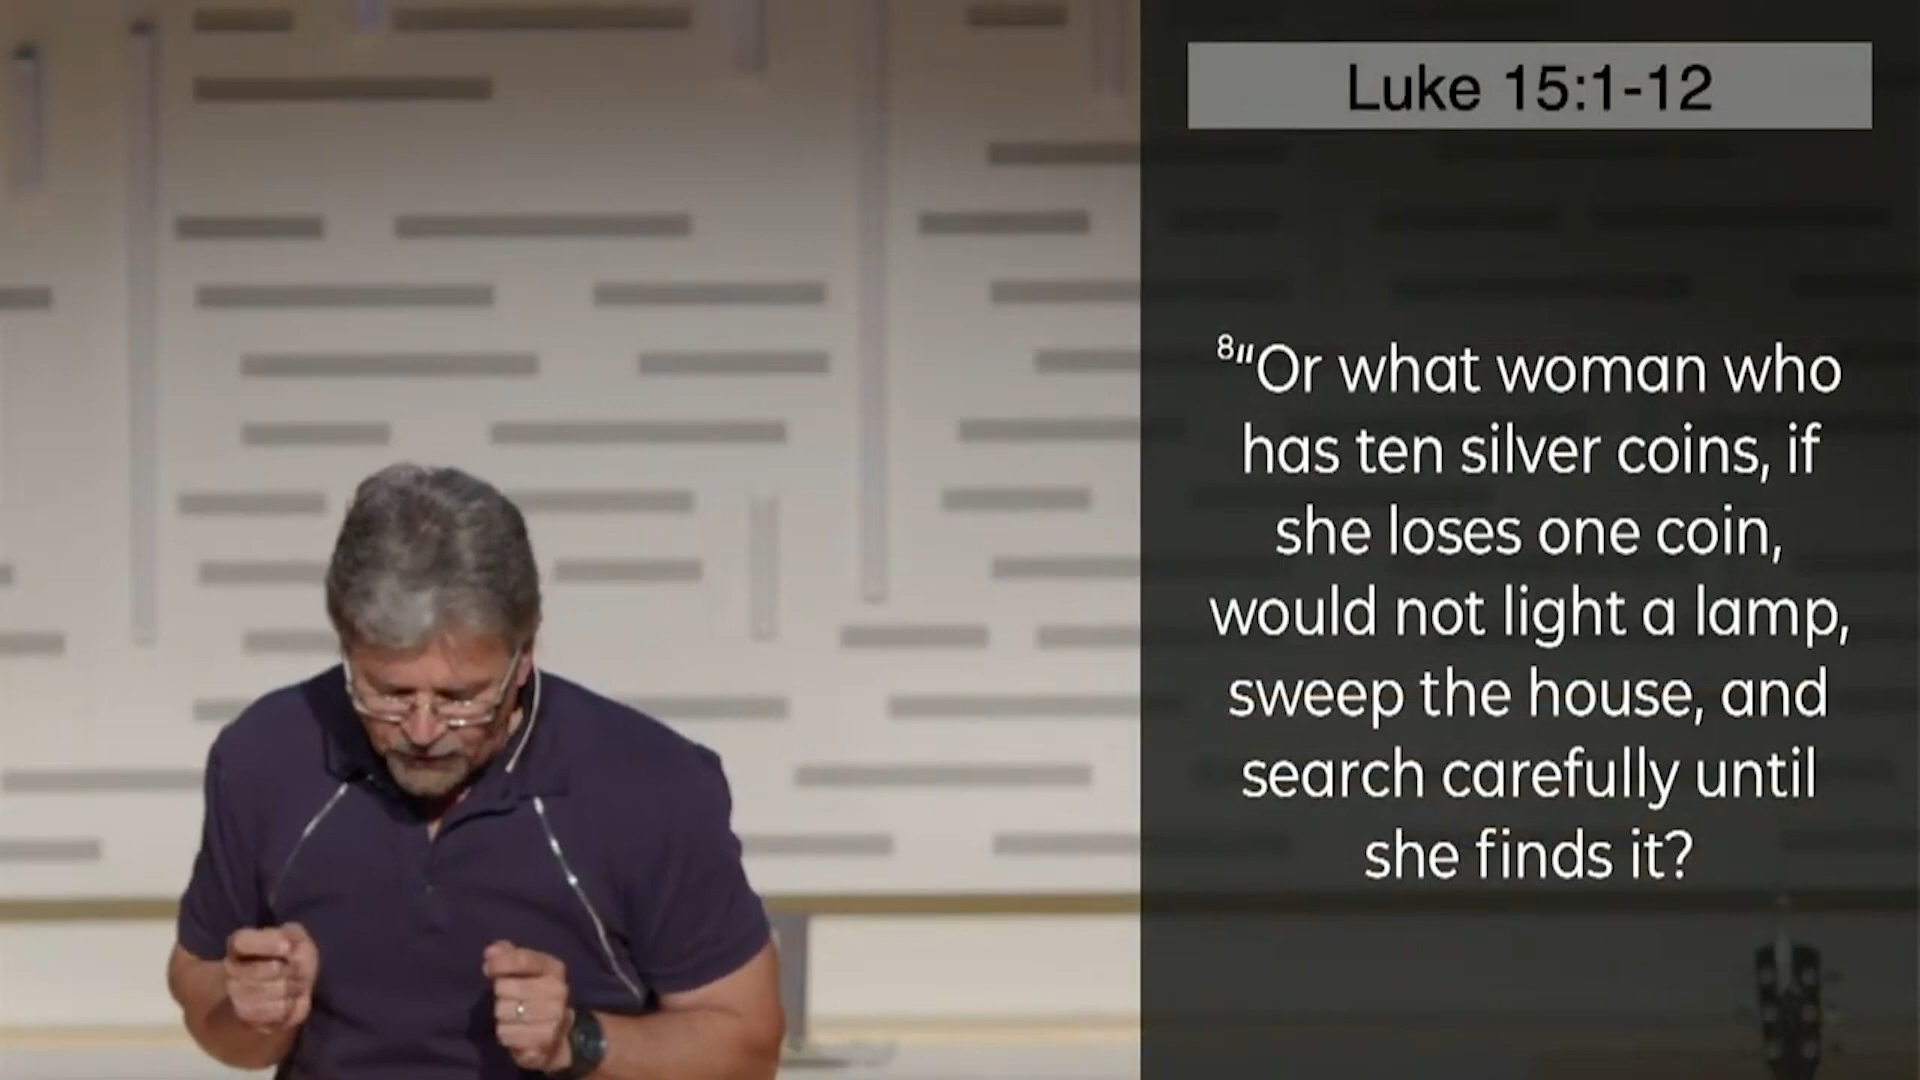 Luke 15:1-12
⁸“Or what woman who
has ten silver coins, if
she loses one coin,
would not light a lamp,
sweep the house, and
search carefully until
she finds it?